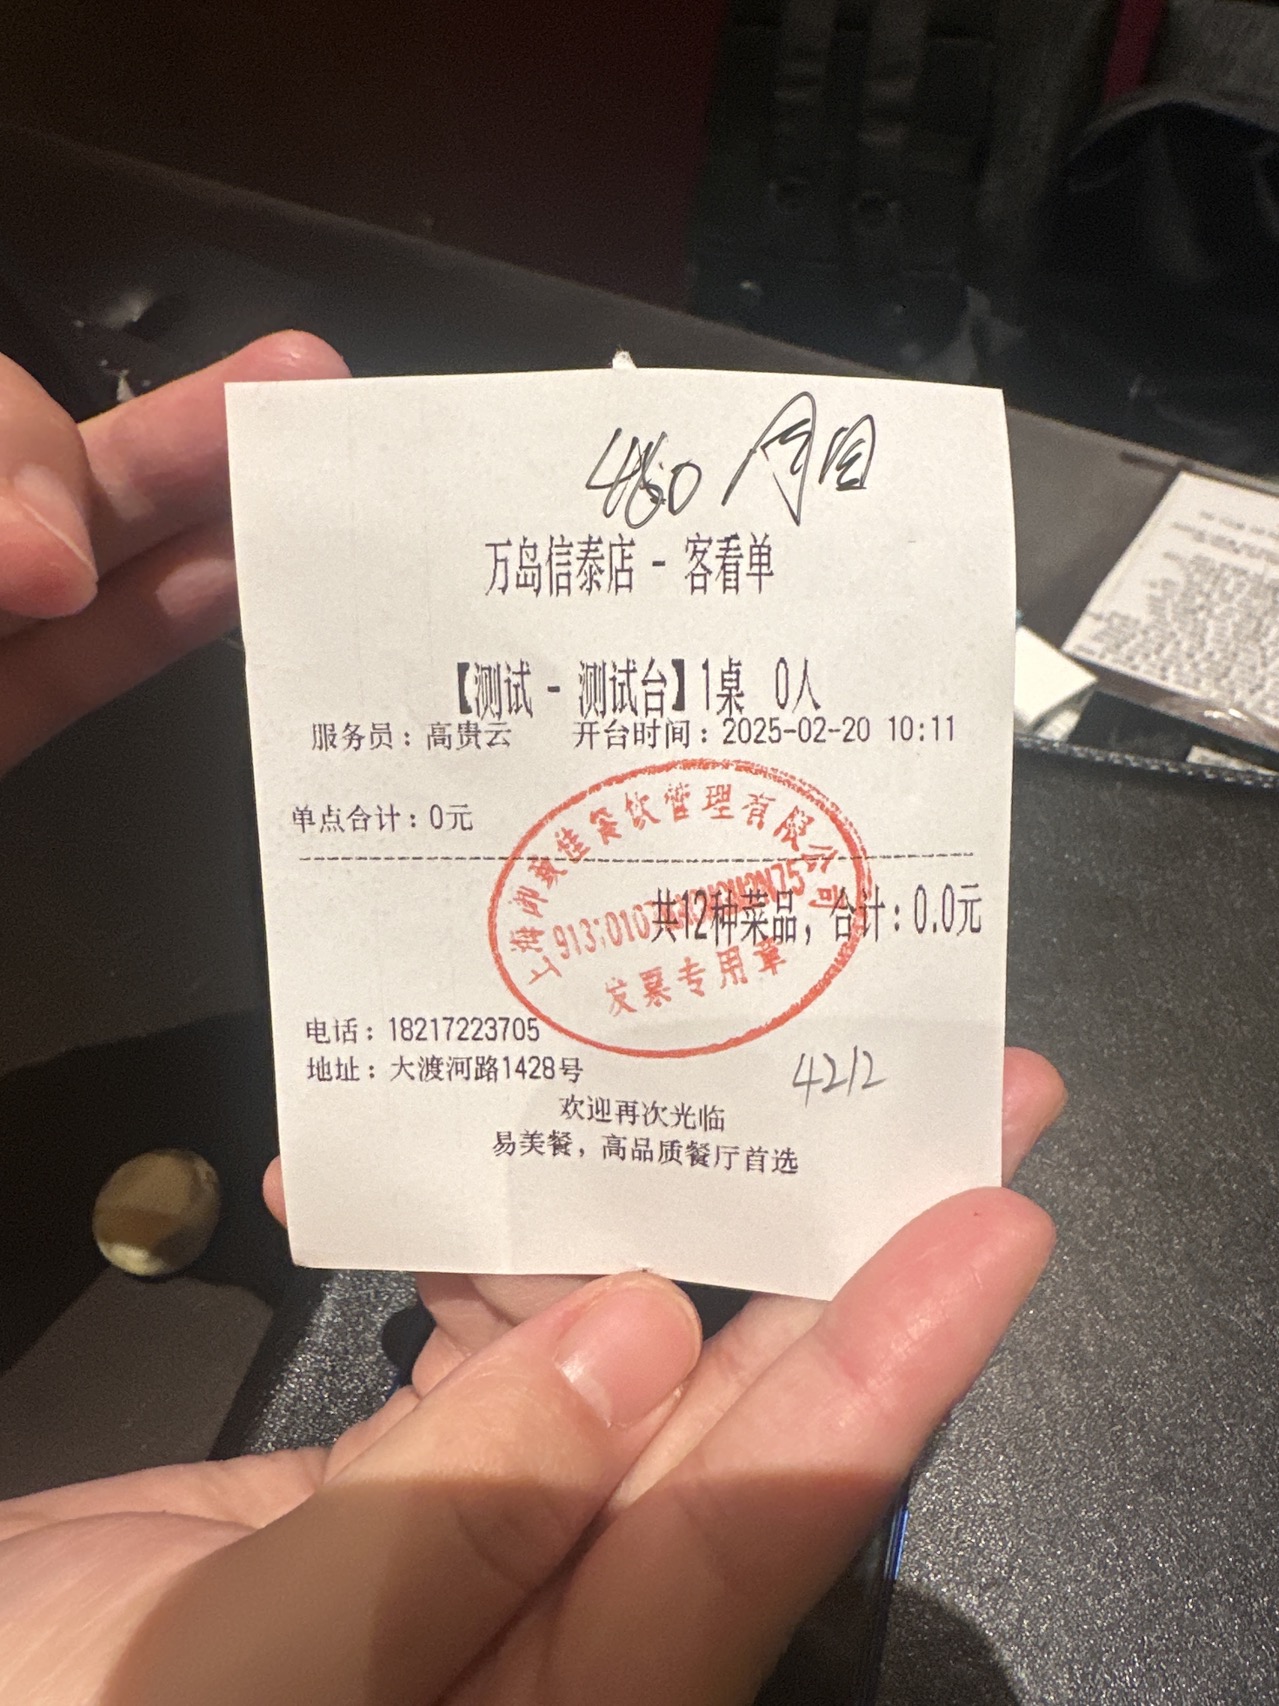 万岛信泰店 - 客看单
【测试 - 测试台】1桌 0人
服务员：高贵云 开台时间：2025-02-20 10:11
单点合计：0元
餐饮管理有限公司
共12种菜品，合计：0.0元
发票专用章
电话：18217223705
地址：大渡河路1428号
4212
欢迎再次光临
易美餐，高品质餐厅首选